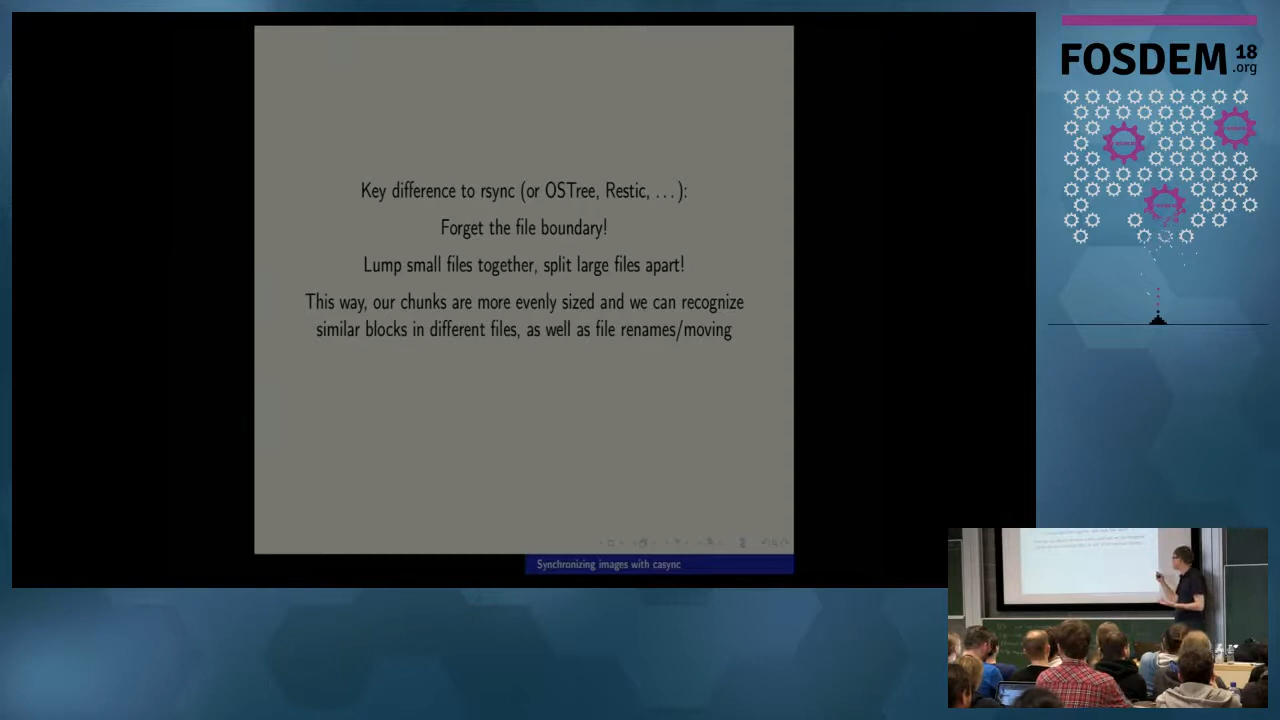 Key difference to rsync (or OSTree, Restic, . . . ):
Forget the file boundary!
Lump small files together, split large files apart!
This way, our chunks are more evenly sized and we can recognize
similar blocks in different files, as well as file renames/moving
Synchronizing images with casync
FOSDEM 18
.org